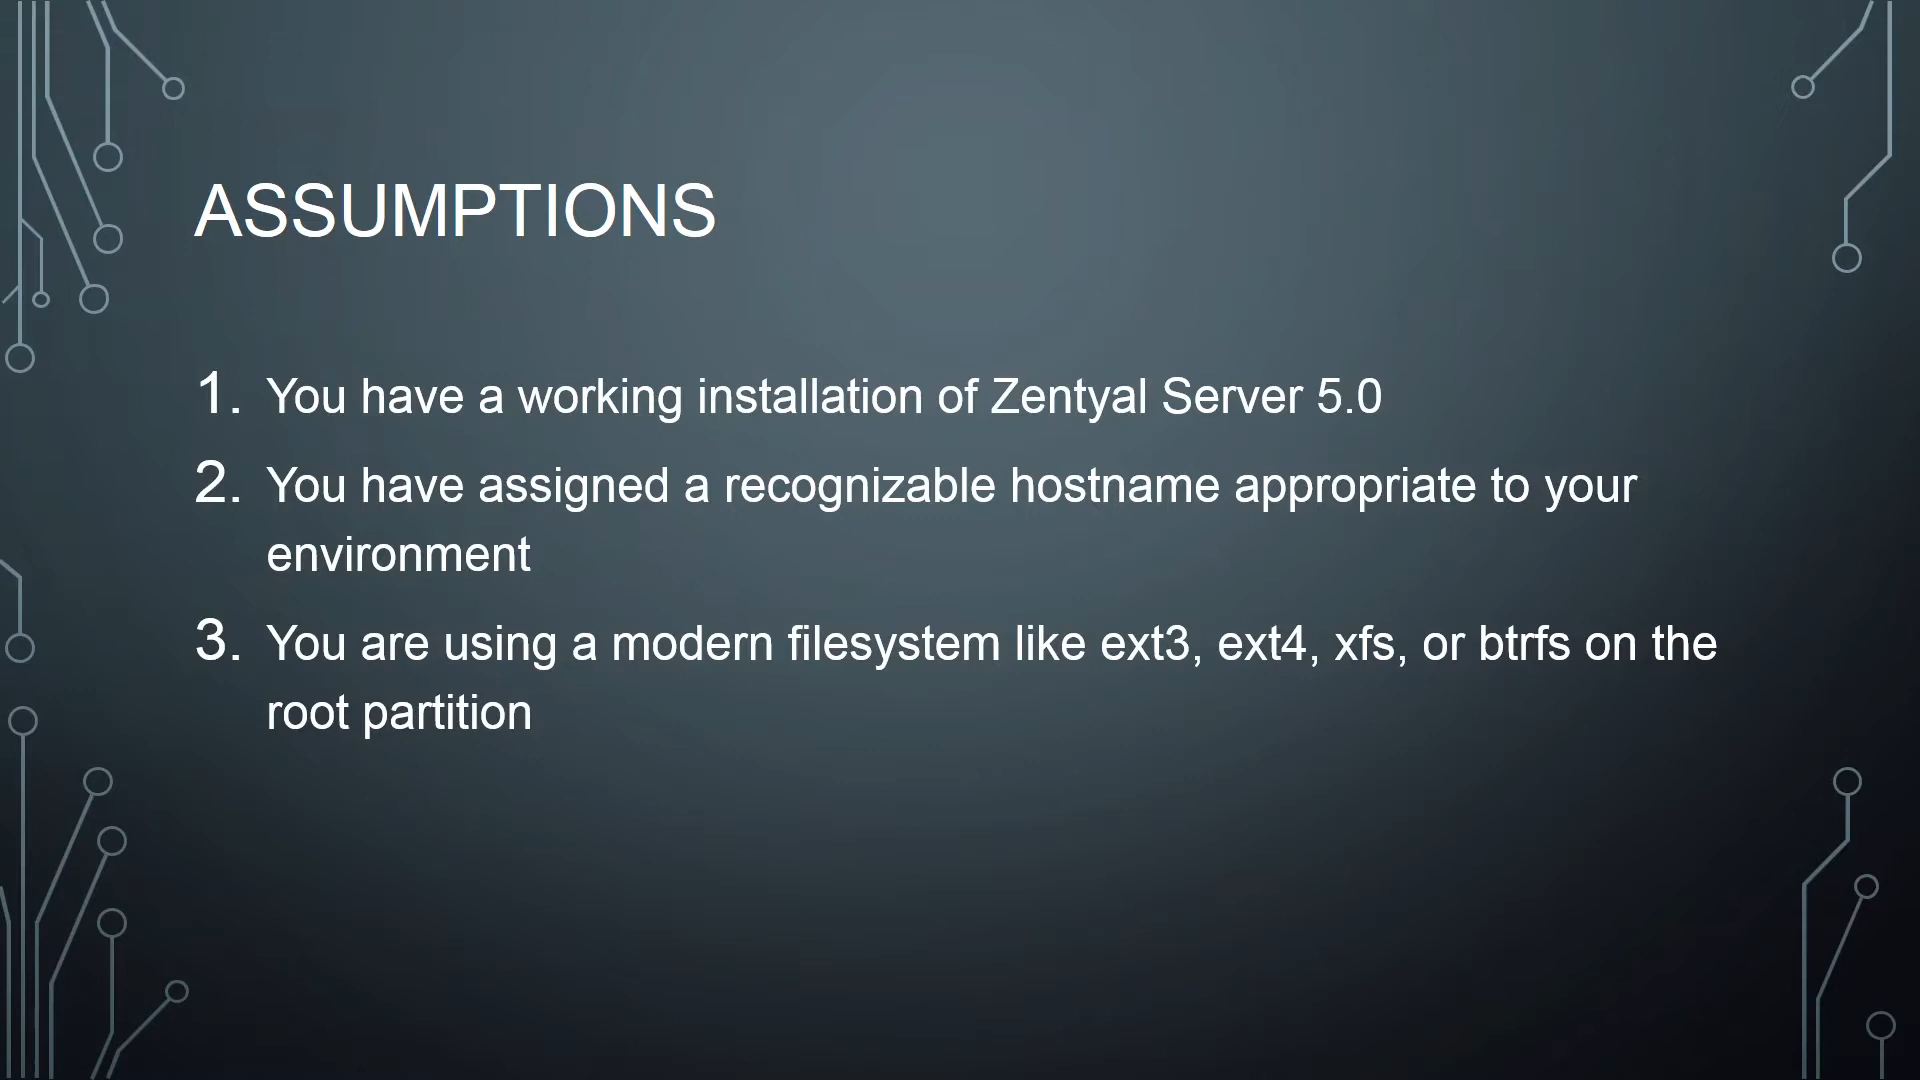 ASSUMPTIONS
1. You have a working installation of Zentyal Server 5.0
2. You have assigned a recognizable hostname appropriate to your
environment
3. You are using a modern filesystem like ext3, ext4, xfs, or btrfs on the
root partition